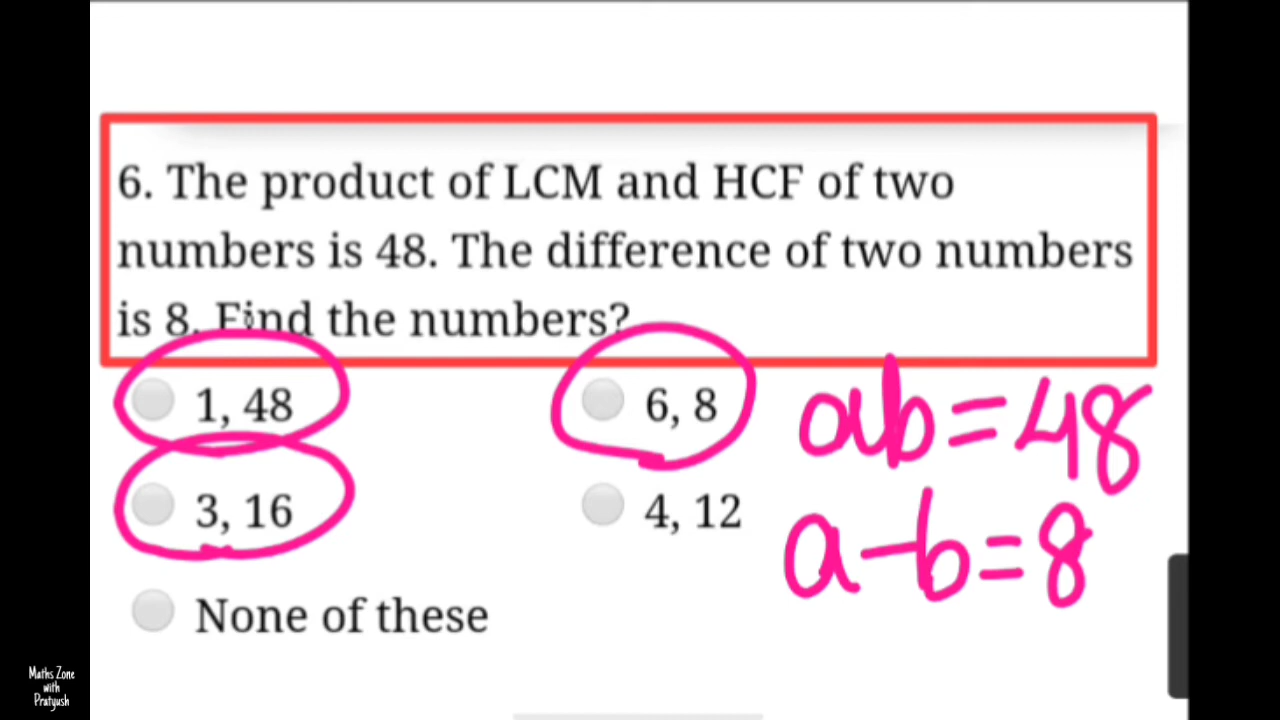 6. The product of LCM and HCF of two
numbers is 48. The difference of two numbers
is 8. Find the numbers?
1, 48
6, 8
ab=48
3, 16
4, 12
a-b=8
None of these
Maths Zone
with
Pratyush